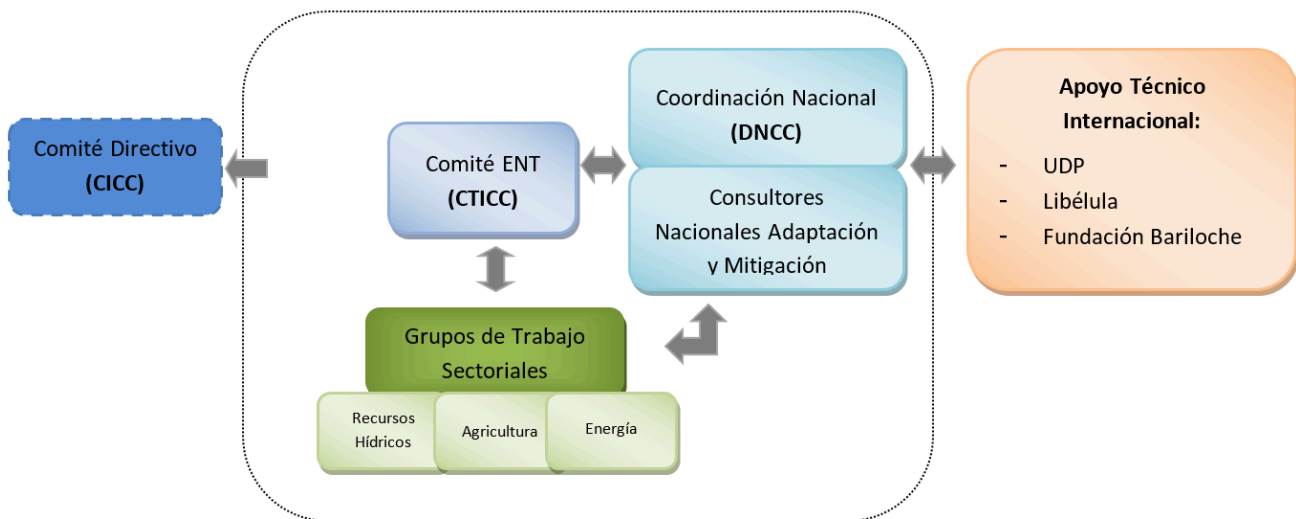 Comité Directivo
(CICC)
Comité ENT
(CTICC)
Coordinación Nacional
(DNCC)
Consultores
Nacionales Adaptación
y Mitigación
Apoyo Técnico
Internacional:
- UDP
- Libélula
- Fundación Bariloche
Grupos de Trabajo
Sectoriales
Recursos
Hídricos
Agricultura
Energía